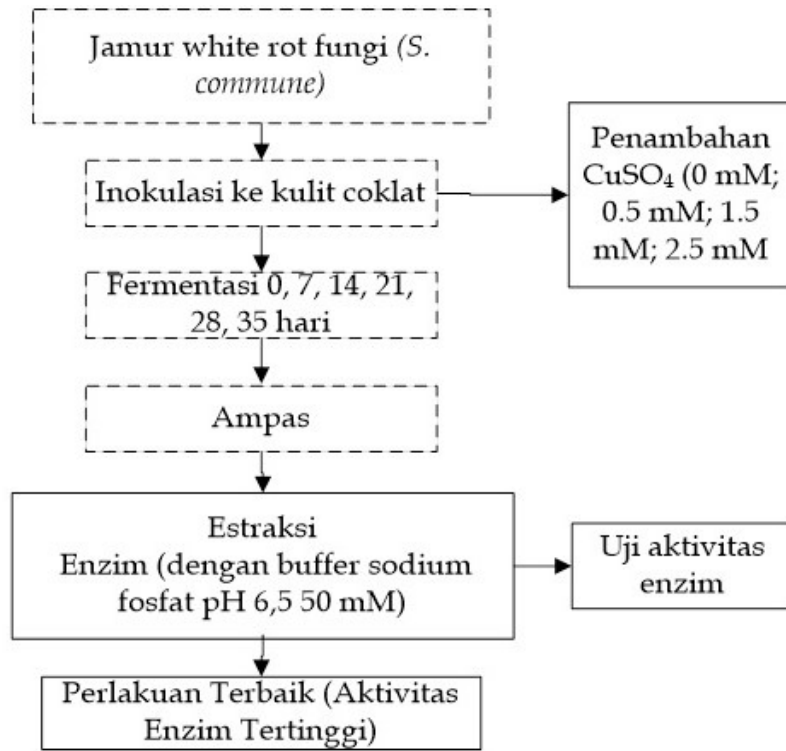 Jamur white rot fungi (S.
commune)
Inokulasi ke kulit coklat
Penambahan
CuSO₄ (0 mM;
0.5 mM; 1.5
mM; 2.5 mM
Fermentasi 0, 7, 14, 21,
28, 35 hari
Ampas
Estraksi
Enzim (dengan buffer sodium
fosfat pH 6,5 50 mM)
Uji aktivitas
enzim
Perlakuan Terbaik (Aktivitas
Enzim Tertinggi)